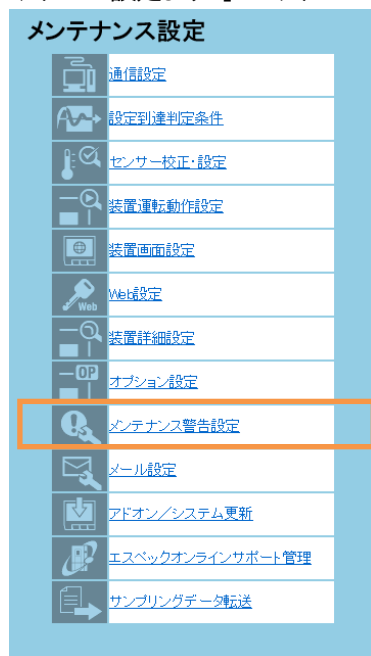 メンテナンス設定
通信設定
設定到達判定条件
センサー校正・設定
装置運転動作設定
装置画面設定
Web
Web設定
装置詳細設定
OP
オプション設定
メンテナンス警告設定
メール設定
アドオン／システム更新
エスペックオンラインサポート管理
サンプリングデータ転送